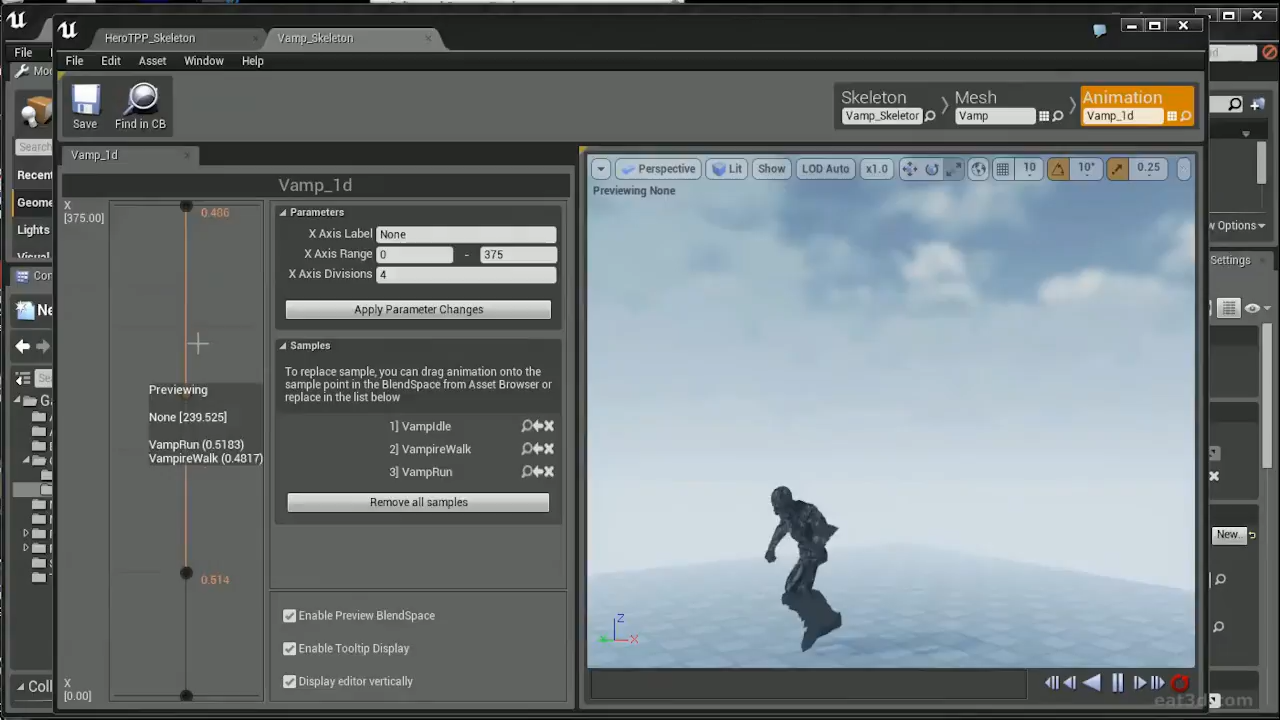 HeroTPP_Skeleton
Vamp_Skeleton
File
File Edit Asset Window Help
Mo
Save
Find in CB
Skeleton
Vamp_Skeletor
Mesh
Vamp
Animation
Vamp_1d
Search
Recent
Geome
Lights
Visual
Con
Ne
Vamp_1d
Vamp_1d
X
[375.00]
0.486
Previewing
None [239.525]
VampRun (0.5183)
VampireWalk (0.4817)
0.514
X
[0.00]
Parameters
X Axis Label None
X Axis Range 0 - 375
X Axis Divisions 4
Apply Parameter Changes
Samples
To replace sample, you can drag animation onto the
sample point in the BlendSpace from Asset Browser or
replace in the list below
1] VampIdle
2] VampireWalk
3] VampRun
Remove all samples
Enable Preview BlendSpace
Enable Tooltip Display
Display editor vertically
Perspective Lit Show LOD Auto x1.0 10 10° 0.25
Previewing None
Z
X
View Options
Settings
New..
Coll
eat3d.com